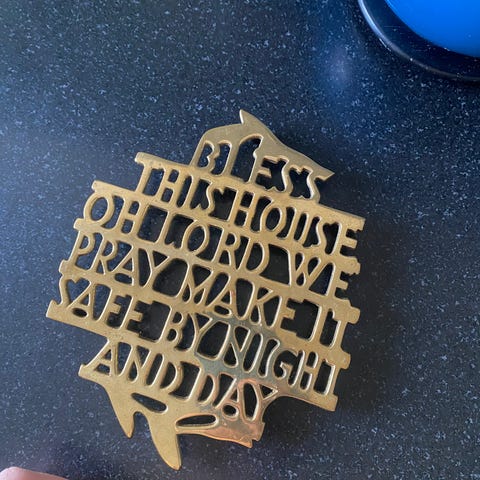 BLESS
THIS HOUSE
OH LORD WE
PRAY MAKE IT
SAFE BY NIGHT
AND DAY